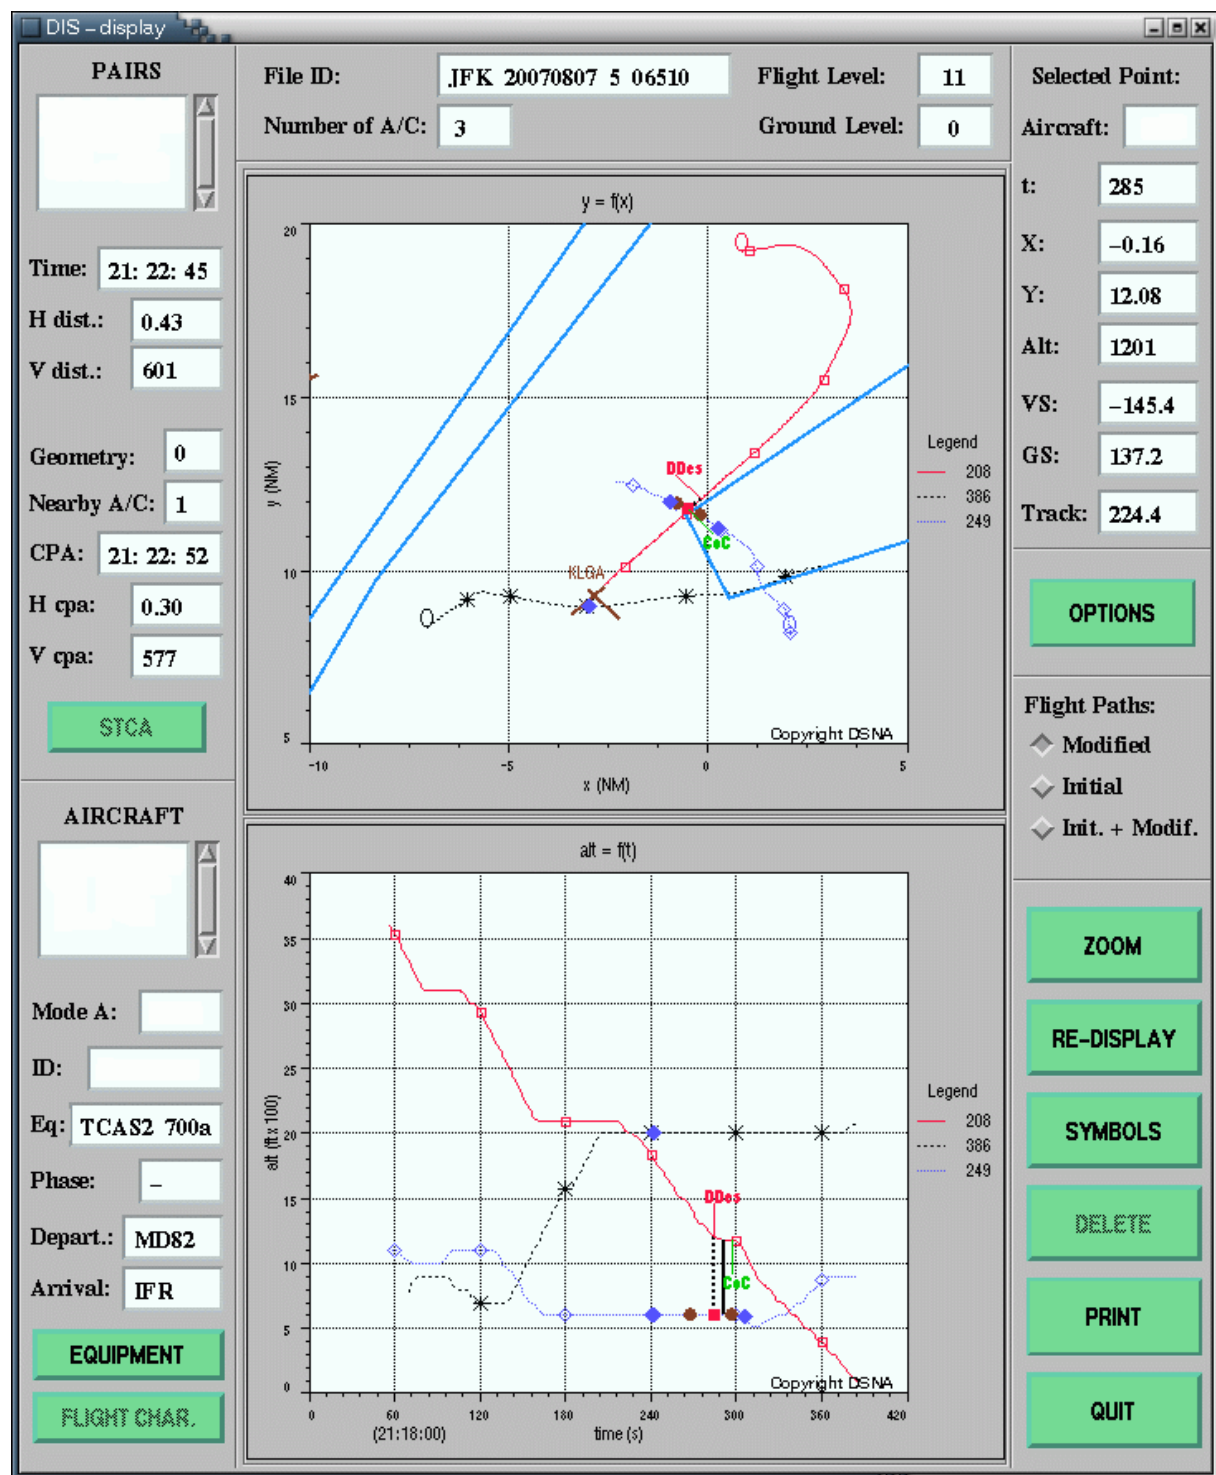 DIS – display
PAIRS
Time: 21: 22: 45
H dist.: 0.43
V dist.: 601
Geometry: 0
Nearby A/C: 1
CPA: 21: 22: 52
H cpa: 0.30
V cpa: 577
STCA
AIRCRAFT
Mode A:
ID:
Eq: TCAS2 700a
Phase: –
Depart.: MD82
Arrival: IFR
EQUIPMENT
FLIGHT CHAR.
File ID: JFK 20070807 5 06510 Flight Level: 11
Number of A/C: 3 Ground Level: 0
y = f(x)
20
15
10
5
y (NM)
-10 -5 0 5
x (NM)
DDes
CoC
KLGA
Copyright DSNA
Legend
208
386
249
alt = f(t)
40
35
30
25
20
15
10
5
0
alt (ft x 100)
0 60 120 180 240 300 360 420
(21:18:00) time (s)
DDes
CoC
Copyright DSNA
Legend
208
386
249
Selected Point:
Aircraft:
t: 285
X: –0.16
Y: 12.08
Alt: 1201
VS: –145.4
GS: 137.2
Track: 224.4
OPTIONS
Flight Paths:
Modified
Initial
Init. + Modif.
ZOOM
RE–DISPLAY
SYMBOLS
DELETE
PRINT
QUIT